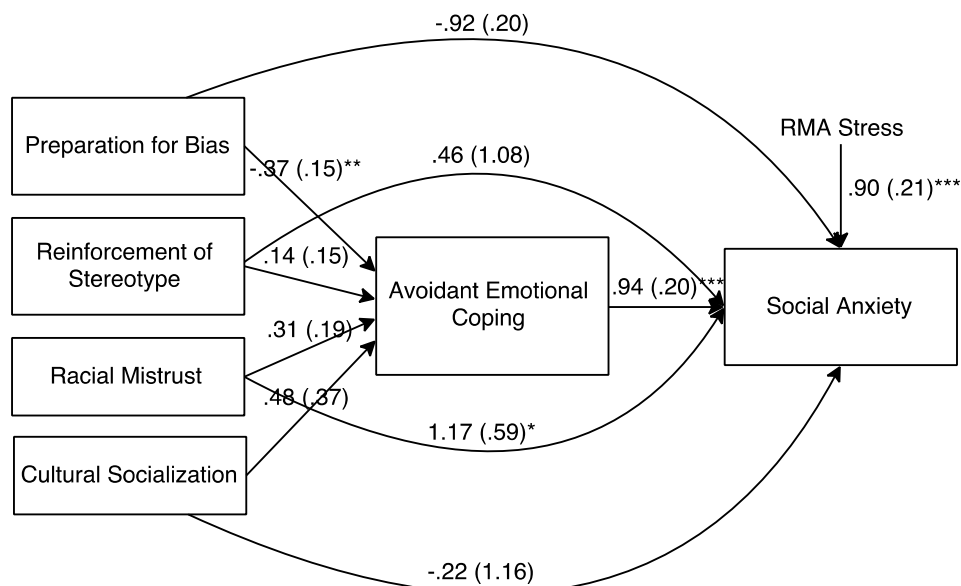 -.92 (.20)
RMA Stress
Preparation for Bias
-.37 (.15)**
.46 (1.08)
.90 (.21)***
Reinforcement of
Stereotype
.14 (.15)
Avoidant Emotional
Coping
.94 (.20)***
Social Anxiety
.31 (.19)
Racial Mistrust
.48 (.37)
1.17 (.59)*
Cultural Socialization
-.22 (1.16)